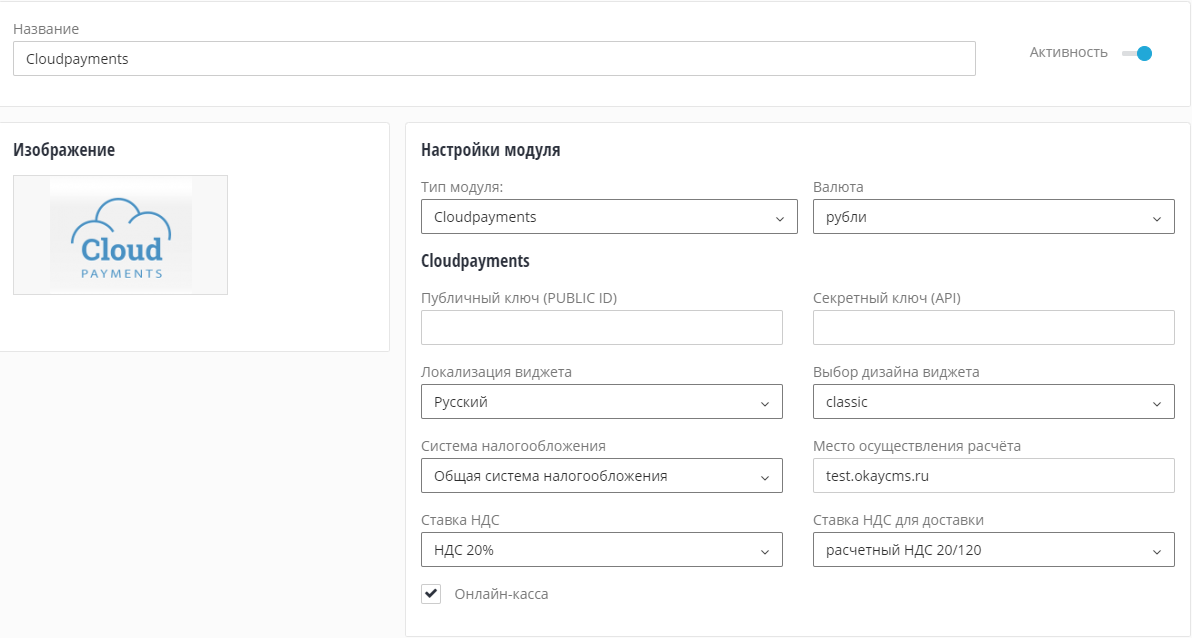 Название
Cloudpayments
Активность
Изображение
Cloud
PAYMENTS
Настройки модуля
Тип модуля:
Валюта
Cloudpayments
рубли
Cloudpayments
Публичный ключ (PUBLIC ID)
Секретный ключ (API)
Локализация виджета
Выбор дизайна виджета
Русский
classic
Система налогообложения
Место осуществления расчёта
Общая система налогообложения
test.okaycms.ru
Ставка НДС
Ставка НДС для доставки
НДС 20%
расчетный НДС 20/120
Онлайн-касса